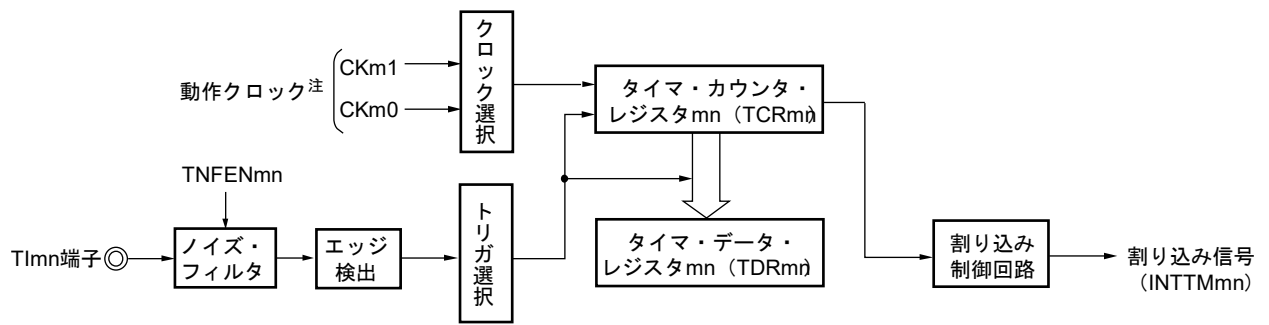 動作クロック注
CKm1
CKm0
クロック選択
タイマ・カウンタ・
レジスタmn（TCRmn）
TNFENmn
TImn端子
ノイズ・
フィルタ
エッジ
検出
トリガ選択
タイマ・データ・
レジスタmn（TDRmn）
割り込み
制御回路
割り込み信号
（INTTMmn）